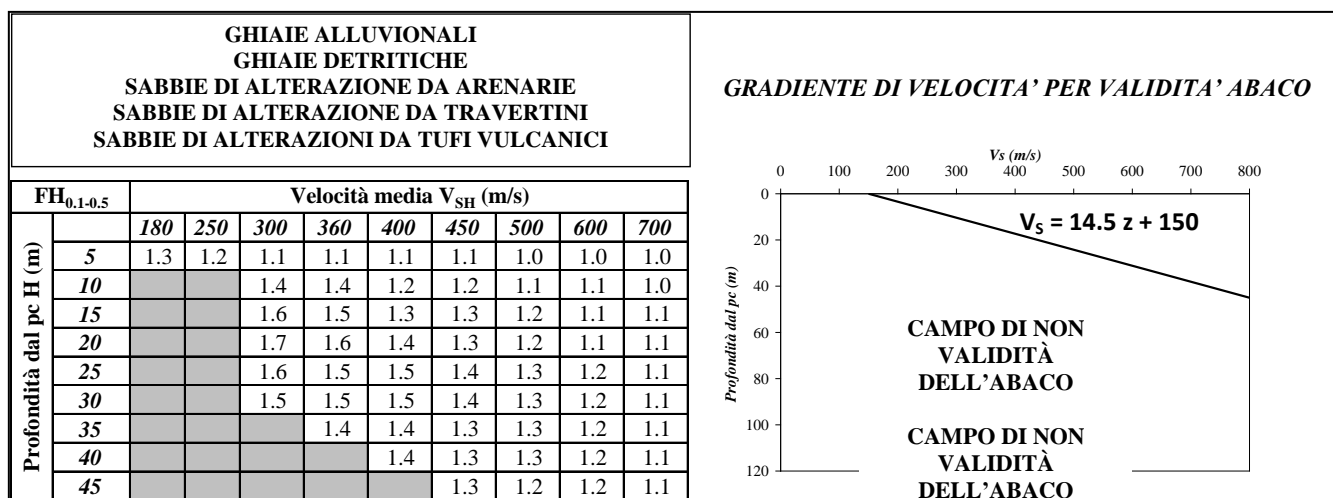 GHIAIE ALLUVIONALI
GHIAIE DETRITICHE
SABBIE DI ALTERAZIONE DA ARENARIE
SABBIE DI ALTERAZIONE DA TRAVERTINI
SABBIE DI ALTERAZIONI DA TUFI VULCANICI
FH0.1-0.5 Velocità media VSH (m/s)
180 250 300 360 400 450 500 600 700
Profondità dal pc H (m)
5 1.3 1.2 1.1 1.1 1.1 1.1 1.0 1.0 1.0
10 1.4 1.4 1.2 1.2 1.1 1.1 1.0
15 1.6 1.5 1.3 1.3 1.2 1.1 1.1
20 1.7 1.6 1.4 1.3 1.2 1.1 1.1
25 1.6 1.5 1.5 1.4 1.3 1.2 1.1
30 1.5 1.5 1.5 1.4 1.3 1.2 1.1
35 1.4 1.4 1.3 1.3 1.2 1.1
40 1.4 1.3 1.3 1.2 1.1
45 1.3 1.2 1.2 1.1
GRADIENTE DI VELOCITA' PER VALIDITA' ABACO
Vs (m/s)
0 100 200 300 400 500 600 700 800
Profondità dal pc (m)
0
20
40
60
80
100
120
VS = 14.5 z + 150
CAMPO DI NON
VALIDITÀ
DELL'ABACO
CAMPO DI NON
VALIDITÀ
DELL'ABACO